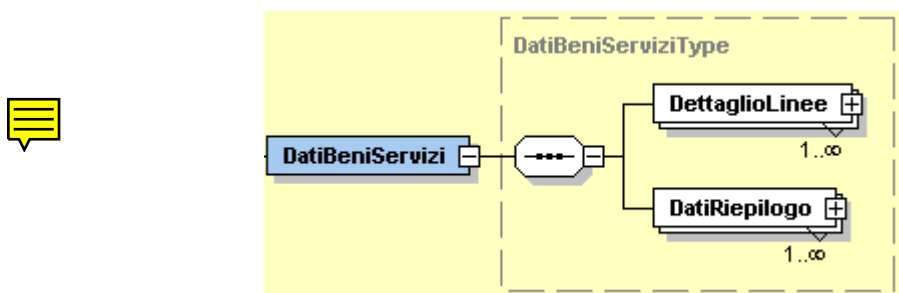 DatiBeniServiziType
DettaglioLinee
1..∞
DatiBeniServizi
DatiRiepilogo
1..∞